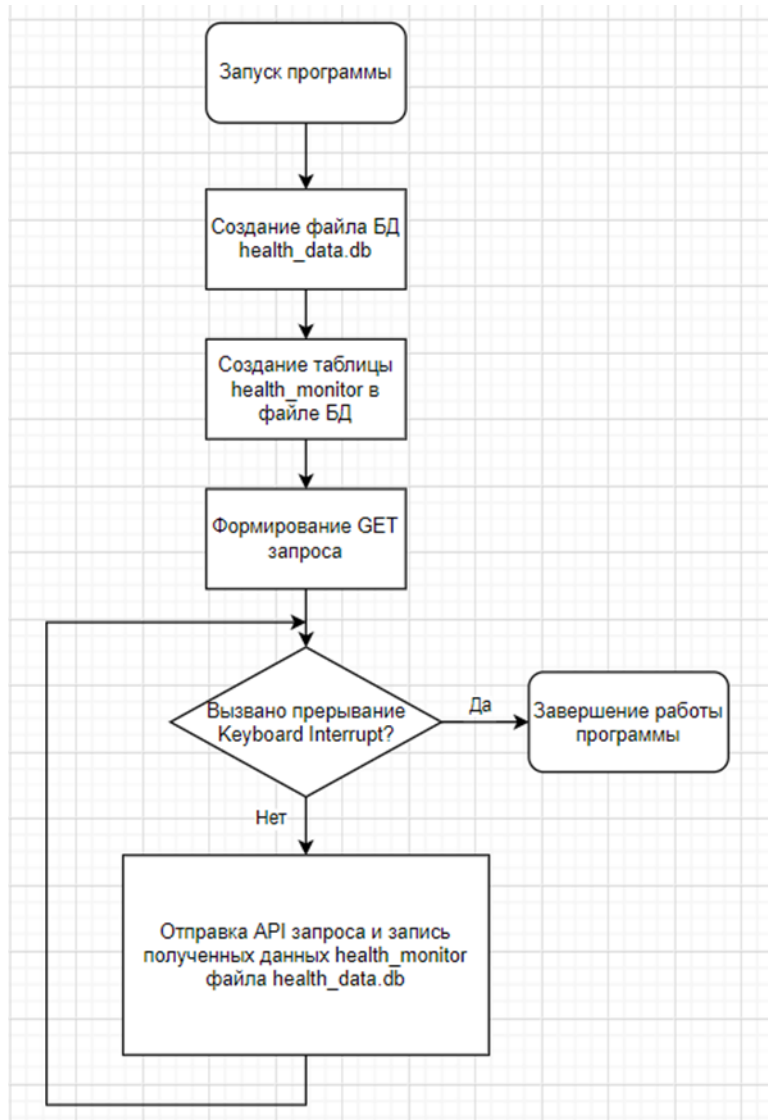 Запуск программы
Создание файла БД
health_data.db
Создание таблицы
health_monitor в
файле БД
Формирование GET
запроса
Вызвано прерывание
Keyboard Interrupt?
Да
Завершение работы
программы
Нет
Отправка API запроса и запись
полученных данных health_monitor
файла health_data.db